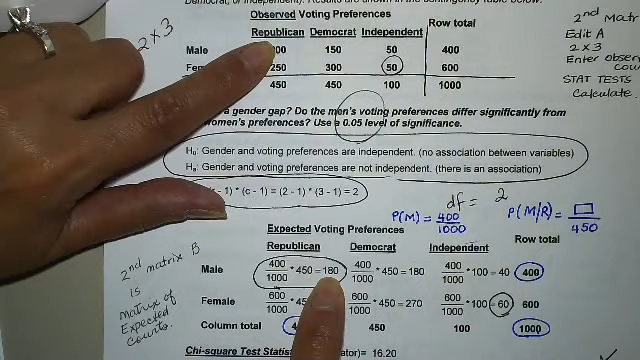 Democrat, or Independent). Results are shown in the contingency table below.
Observed Voting Preferences
Republican Democrat Independent Row total
Male 150 50 400
250 300 50 600
450 450 100 1000
2 x 3
2nd Matr
Edit A
2 x 3
Enter obser
cou
STAT TESTS
Calculate.
a gender gap? Do the men's voting preferences differ significantly from
women's preferences? Use a 0.05 level of significance.
H₀: Gender and voting preferences are independent. (no association between variables)
Hₐ: Gender and voting preferences are not independent. (there is an association)
- 1) * (c - 1) = (2 - 1) * (3 - 1) = 2
df = 2
P(M) = 400/1000
P(M/R) = □/450
Expected Voting Preferences
Republican Democrat Independent Row total
Male 400/1000 * 450 = 180 400/1000 * 450 = 180 400/1000 * 100 = 40 400
Female 600/1000 * 600/1000 * 450 = 270 600/1000 * 100 = 60 600
Column total 450 100 1000
2nd matrix B
is
matrix of
Expected
counts.
Chi-square Test Statistic = 16.20